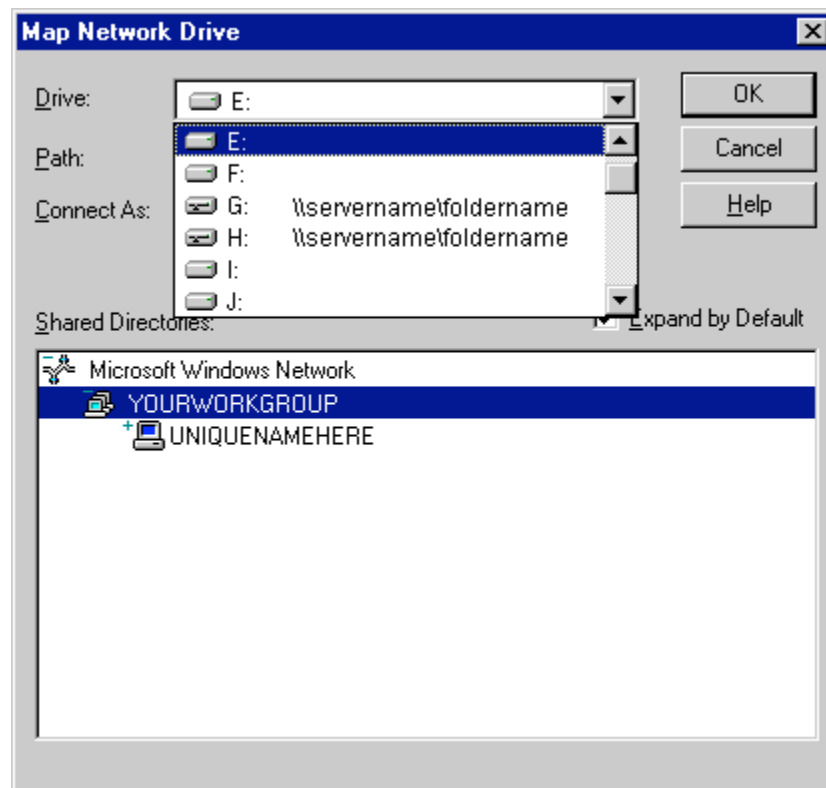 Map Network Drive
Drive:
E:
OK
E:
Path:
F:
Cancel
Connect As:
G: \\servername\foldername
Help
H: \\servername\foldername
I:
J:
Shared Directories:
Expand by Default
Microsoft Windows Network
YOURWORKGROUP
UNIQUENAMEHERE